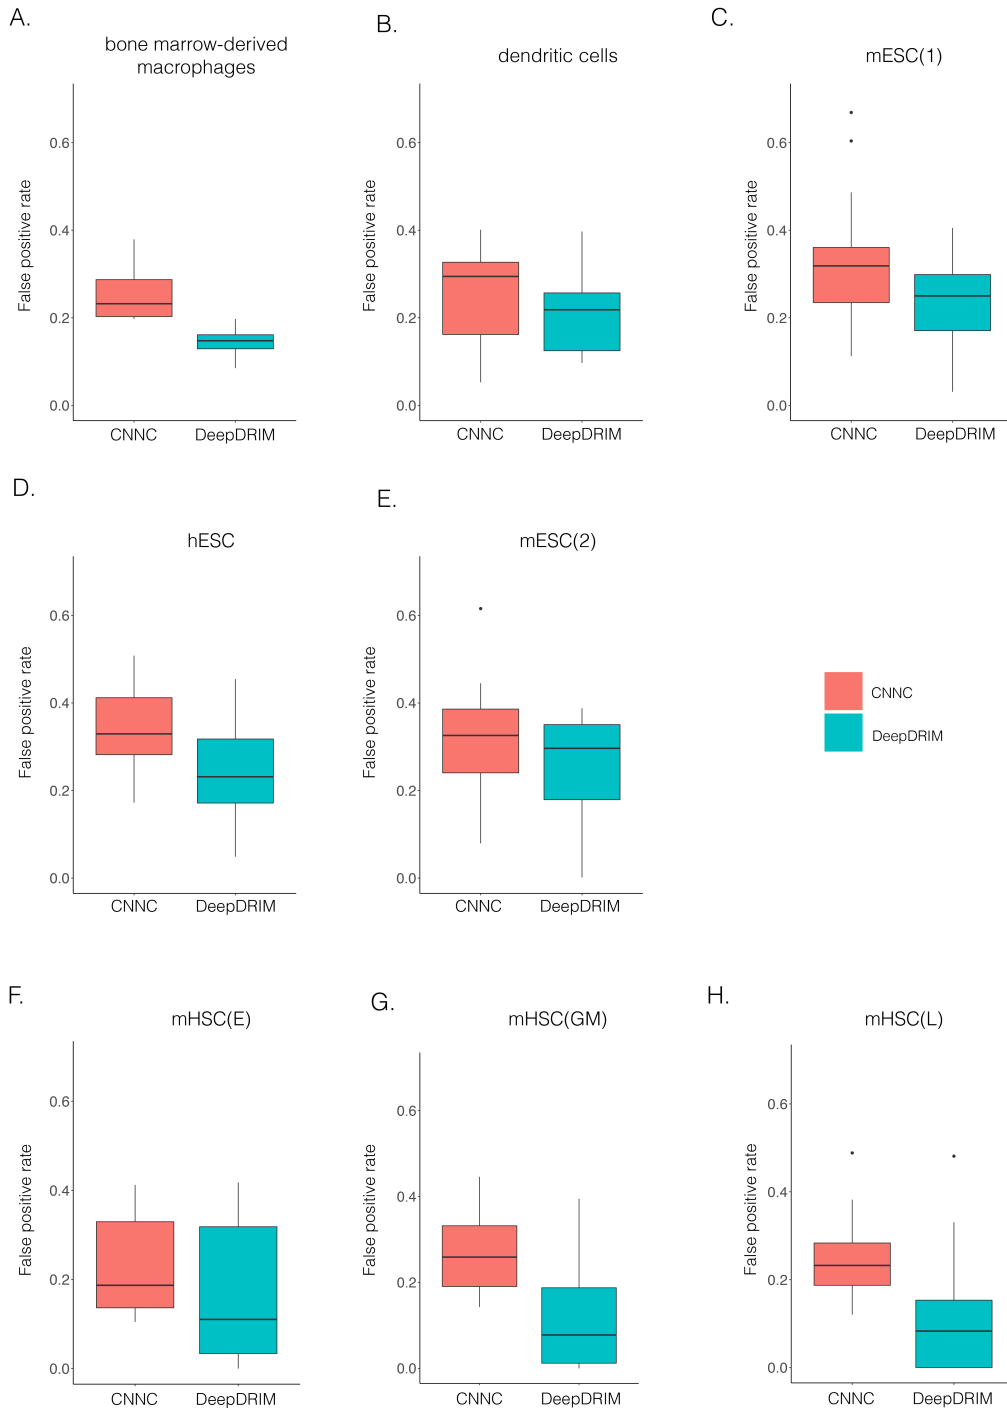 A.
bone marrow-derived
macrophages
False positive rate
0.6
0.4
0.2
0.0
CNNC
DeepDRIM
B.
dendritic cells
False positive rate
0.6
0.4
0.2
0.0
CNNC
DeepDRIM
C.
mESC(1)
False positive rate
0.6
0.4
0.2
0.0
CNNC
DeepDRIM
D.
hESC
False positive rate
0.6
0.4
0.2
0.0
CNNC
DeepDRIM
E.
mESC(2)
False positive rate
0.6
0.4
0.2
0.0
CNNC
DeepDRIM
CNNC
DeepDRIM
F.
mHSC(E)
False positive rate
0.6
0.4
0.2
0.0
CNNC
DeepDRIM
G.
mHSC(GM)
False positive rate
0.6
0.4
0.2
0.0
CNNC
DeepDRIM
H.
mHSC(L)
False positive rate
0.6
0.4
0.2
0.0
CNNC
DeepDRIM